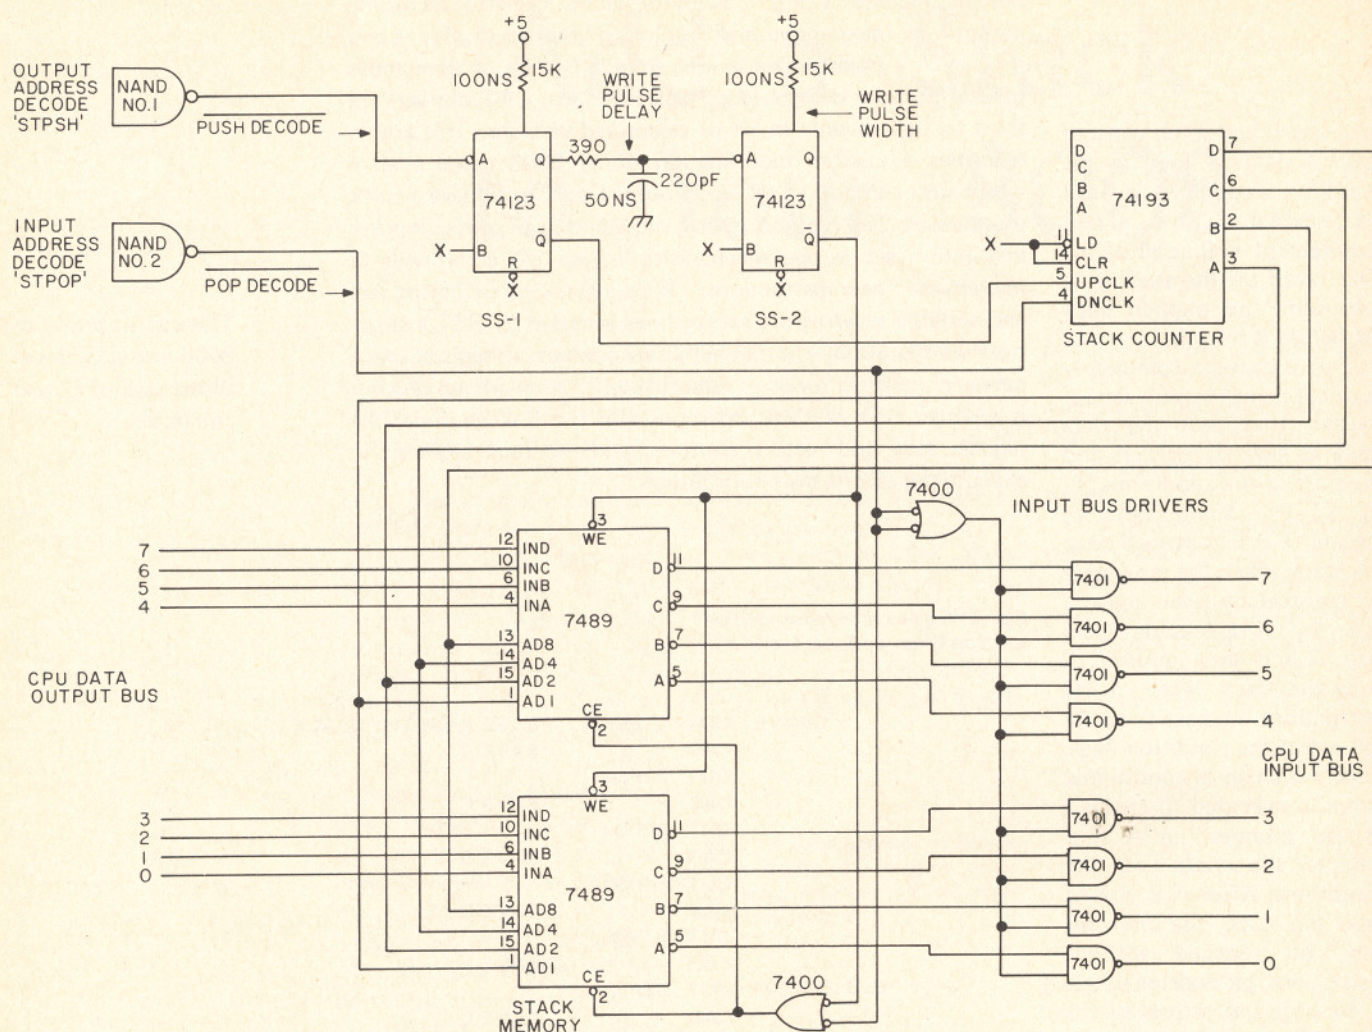 +5
+5
OUTPUT
ADDRESS
DECODE
'STPSH'
NAND
NO.1
PUSH DECODE
100NS
15K
WRITE
PULSE
DELAY
100NS
15K
WRITE
PULSE
WIDTH
390
220pF
50NS
A
Q
74123
B
Q
R
X
X
SS-1
A
Q
74123
B
Q
R
X
X
SS-2
INPUT
ADDRESS
DECODE
'STPOP'
NAND
NO.2
POP DECODE
D
C
B
A
74193
D 7
C 6
B 2
A 3
X
11 LD
14 CLR
5 UPCLK
4 DNCLK
STACK COUNTER
7400
INPUT BUS DRIVERS
3
WE
7
6
5
4
12 IND
10 INC
6 INB
4 INA
7489
13 AD8
14 AD4
15 AD2
1 AD1
D 11
C 9
B 7
A 5
CE
2
7401 7
7401 6
7401 5
7401 4
CPU DATA
OUTPUT BUS
CPU DATA
INPUT BUS
3
WE
3
2
1
0
12 IND
10 INC
6 INB
4 INA
7489
13 AD8
14 AD4
15 AD2
1 AD1
D 11
C 9
B 7
A 5
CE
2
7401 3
7401 2
7401 1
7401 0
STACK
MEMORY
7400